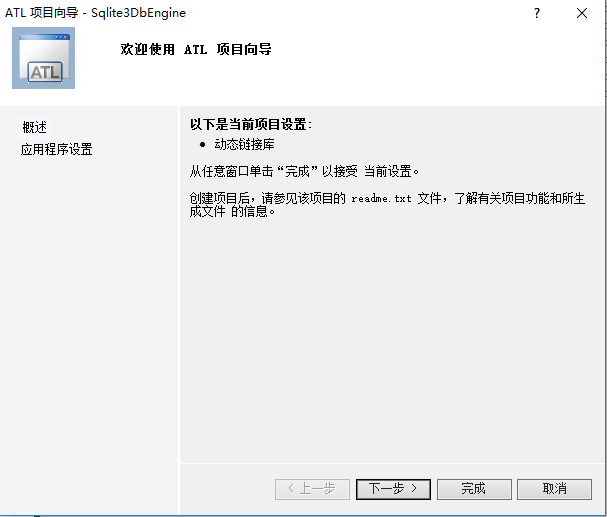 ATL 项目向导 - Sqlite3DbEngine
?
ATL
欢迎使用 ATL 项目向导
概述
应用程序设置
以下是当前项目设置:
• 动态链接库
从任意窗口单击“完成”以接受 当前设置。
创建项目后，请参见该项目的 readme.txt 文件，了解有关项目功能和所生
成文件 的信息。
< 上一步
下一步 >
完成
取消